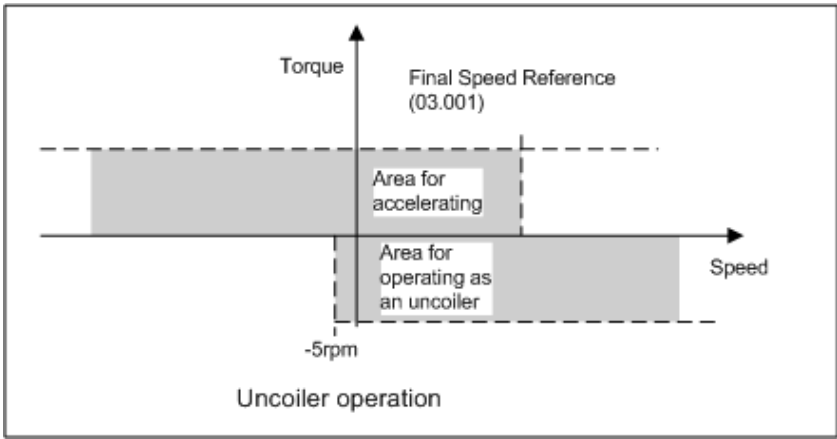 Torque
Final Speed Reference
(03.001)
Area for
accelerating
Area for
operating as
an uncoiler
Speed
-5rpm
Uncoiler operation